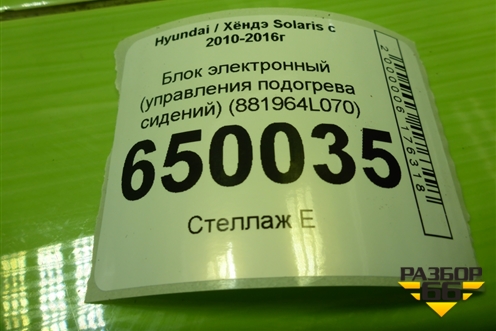 Hyundai / Хёндэ Solaris с
2010-2016г
Блок электронный
(управления подогрева
сидений) (881964L070)
650035
Стеллаж Е
2000006176318
РАЗБОР
66